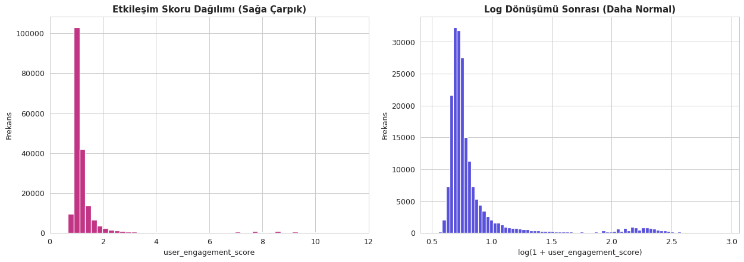 Etkileşim Skoru Dağılımı (Sağa Çarpık)
100000
80000
60000
40000
20000
0
Frekans
0 2 4 6 8 10 12
user_engagement_score
Log Dönüşümü Sonrası (Daha Normal)
30000
25000
20000
15000
10000
5000
0
Frekans
0.5 1.0 1.5 2.0 2.5 3.0
log(1 + user_engagement_score)